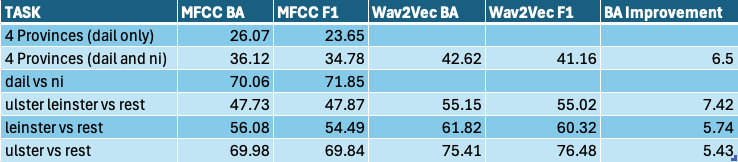 TASK MFCC BA MFCC F1 Wav2Vec BA Wav2Vec F1 BA Improvement
4 Provinces (dail only) 26.07 23.65
4 Provinces (dail and ni) 36.12 34.78 42.62 41.16 6.5
dail vs ni 70.06 71.85
ulster leinster vs rest 47.73 47.87 55.15 55.02 7.42
leinster vs rest 56.08 54.49 61.82 60.32 5.74
ulster vs rest 69.98 69.84 75.41 76.48 5.43